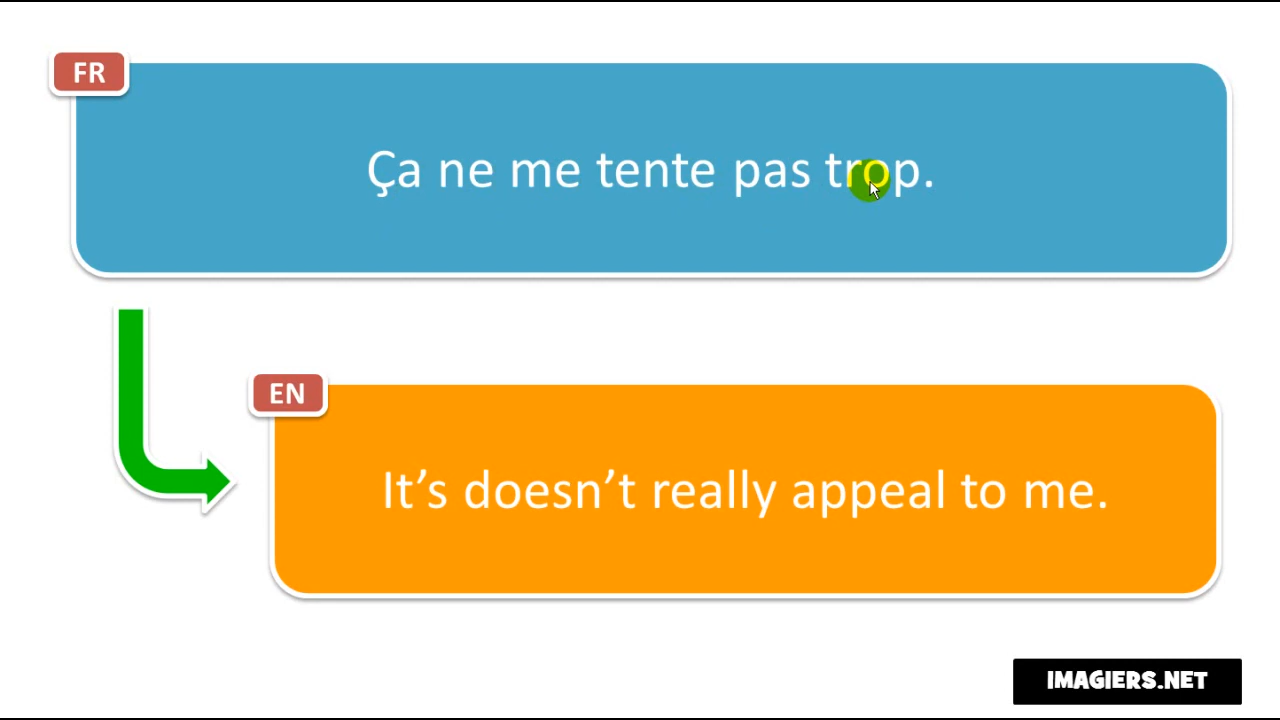 FR
Ça ne me tente pas trop.
EN
It’s doesn’t really appeal to me.
IMAGIERS.NET